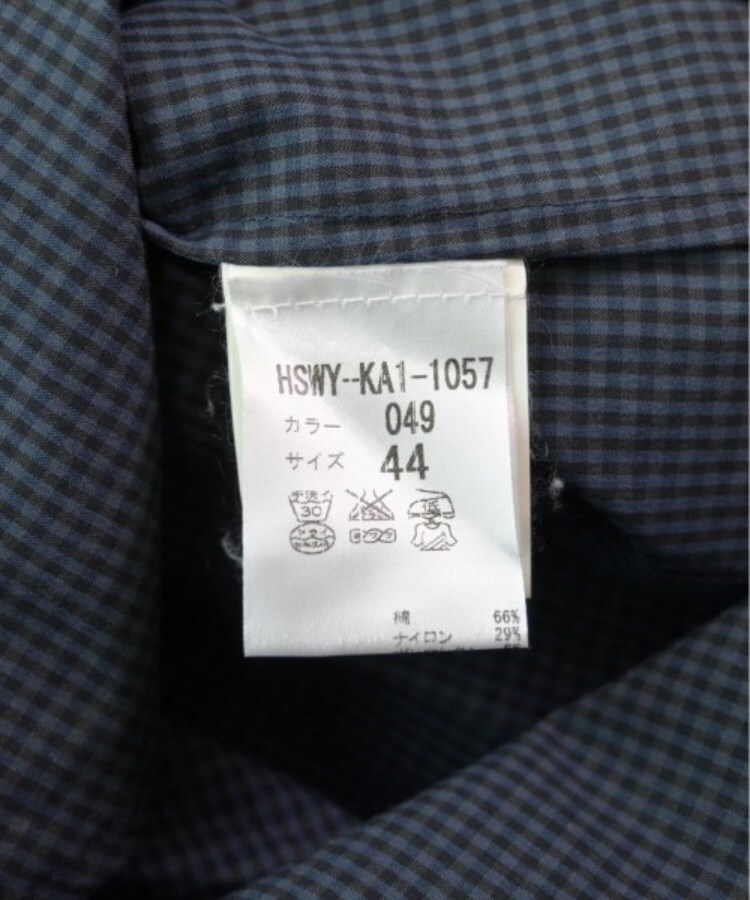 HSWY--KA1-1057
カラー 049
サイズ 44
手洗イ
30
低
綿 66%
ナイロン 29%